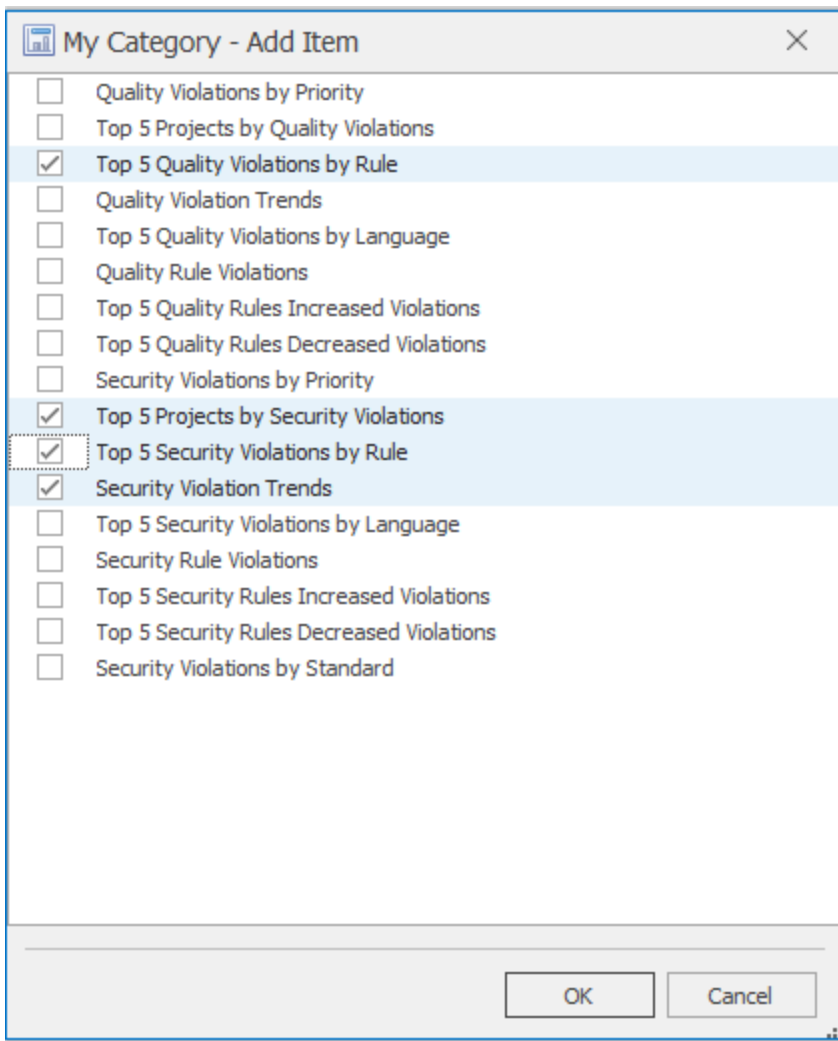 My Category - Add Item
Quality Violations by Priority
Top 5 Projects by Quality Violations
Top 5 Quality Violations by Rule
Quality Violation Trends
Top 5 Quality Violations by Language
Quality Rule Violations
Top 5 Quality Rules Increased Violations
Top 5 Quality Rules Decreased Violations
Security Violations by Priority
Top 5 Projects by Security Violations
Top 5 Security Violations by Rule
Security Violation Trends
Top 5 Security Violations by Language
Security Rule Violations
Top 5 Security Rules Increased Violations
Top 5 Security Rules Decreased Violations
Security Violations by Standard
OK Cancel